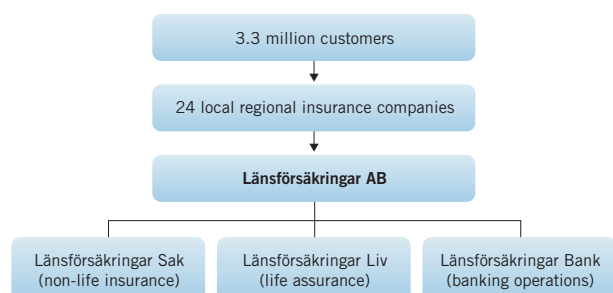 3.3 million customers
24 local regional insurance companies
Länsförsäkringar AB
Länsförsäkringar Sak
(non-life insurance)
Länsförsäkringar Liv
(life assurance)
Länsförsäkringar Bank
(banking operations)